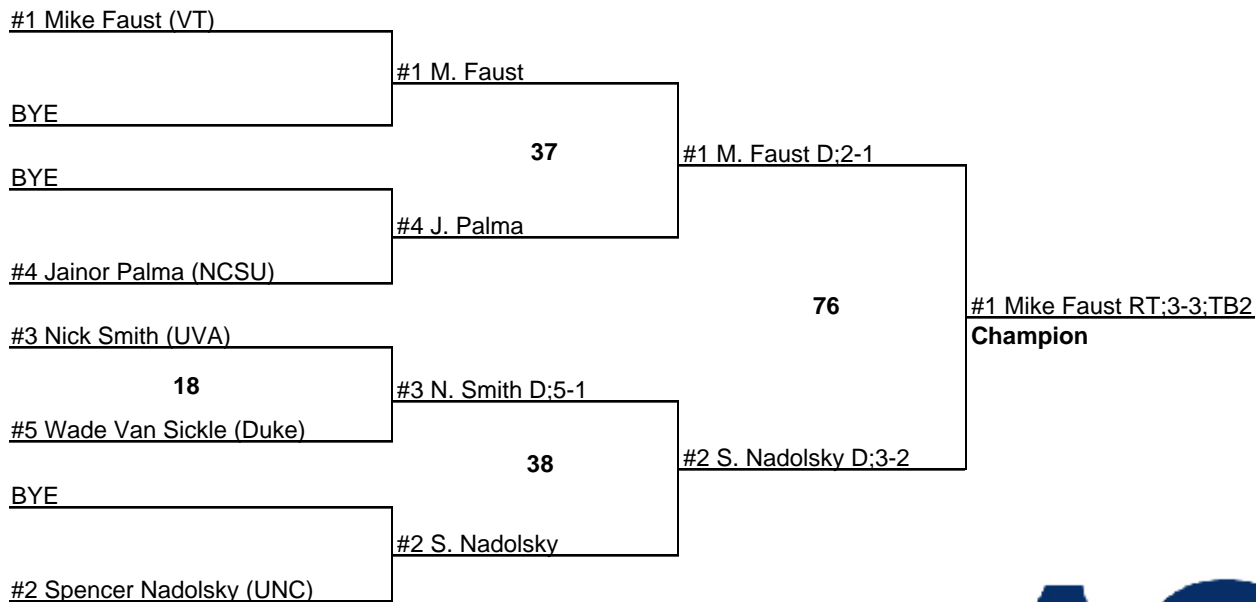 #1 Mike Faust (VT)
#1 M. Faust
BYE
37
#1 M. Faust D;2-1
BYE
#4 J. Palma
#4 Jainor Palma (NCSU)
76
#1 Mike Faust RT;3-3;TB2
Champion
#3 Nick Smith (UVA)
18
#3 N. Smith D;5-1
#5 Wade Van Sickle (Duke)
38
#2 S. Nadolsky D;3-2
BYE
#2 S. Nadolsky
#2 Spencer Nadolsky (UNC)